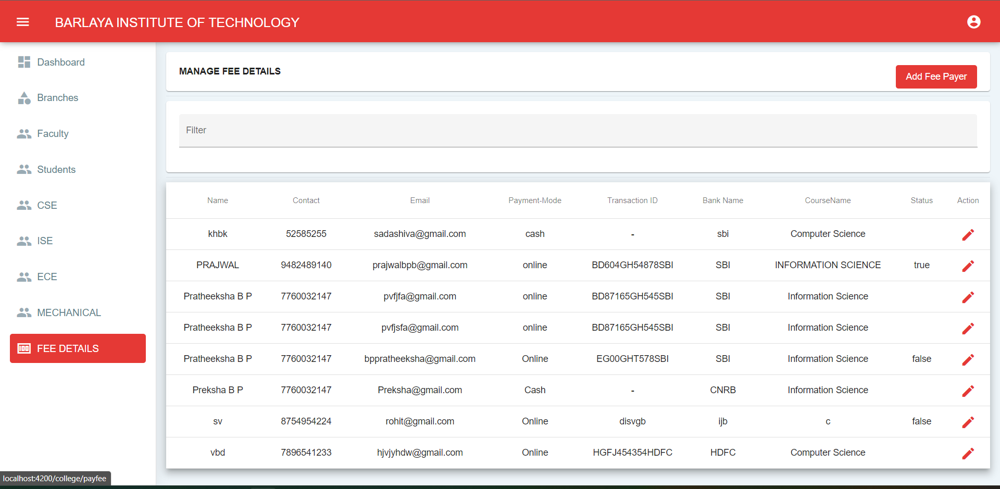 BARLAYA INSTITUTE OF TECHNOLOGY
Dashboard
Branches
Faculty
Students
CSE
ISE
ECE
MECHANICAL
100 FEE DETAILS
MANAGE FEE DETAILS
Add Fee Payer
Filter
Name Contact Email Payment-Mode Transaction ID Bank Name CourseName Status Action
khbk 52585255 sadashiva@gmail.com cash - sbi Computer Science
PRAJWAL 9482489140 prajwalbpb@gmail.com online BD604GH54878SBI SBI INFORMATION SCIENCE true
Pratheeksha B P 7760032147 pvfjfa@gmail.com online BD87165GH545SBI SBI Information Science
Pratheeksha B P 7760032147 pvfjsfa@gmail.com online BD87165GH545SBI SBI Information Science
Pratheeksha B P 7760032147 bppratheeksha@gmail.com Online EG00GHT578SBI SBI Information Science false
Preksha B P 7760032147 Preksha@gmail.com Cash - CNRB Information Science
sv 8754954224 rohit@gmail.com Online disvgb ijb c false
vbd 7896541233 hjvjyhdw@gmail.com Online HGFJ454354HDFC HDFC Computer Science
localhost:4200/college/payfee